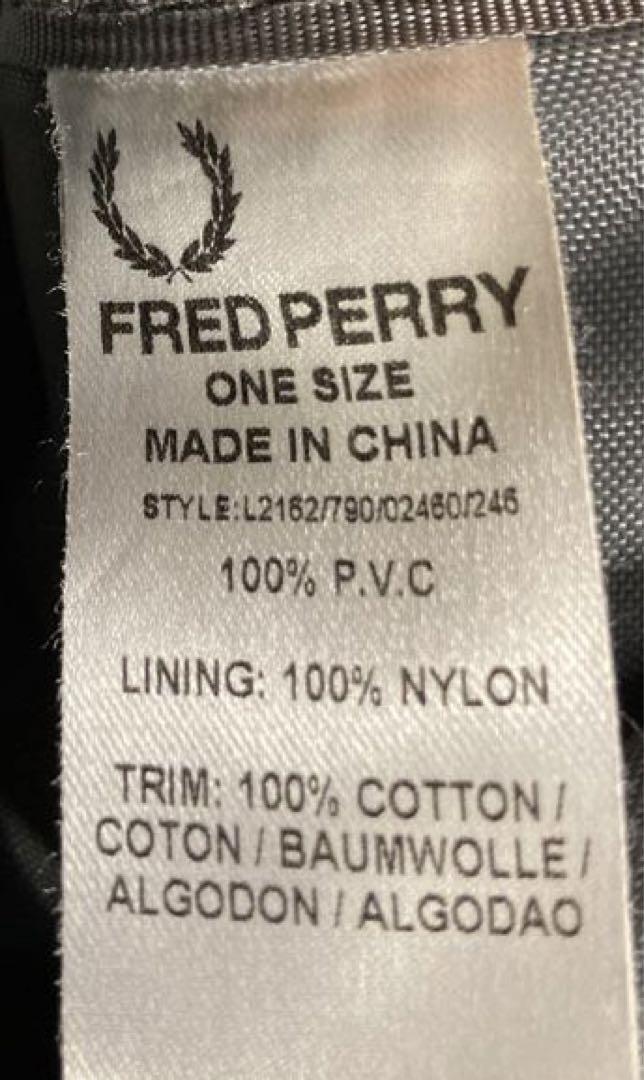 FRED PERRY
ONE SIZE
MADE IN CHINA
STYLE:L2162/790/02460/246
100% P.V.C
LINING: 100% NYLON
TRIM: 100% COTTON /
COTON / BAUMWOLLE /
ALGODON / ALGODAO